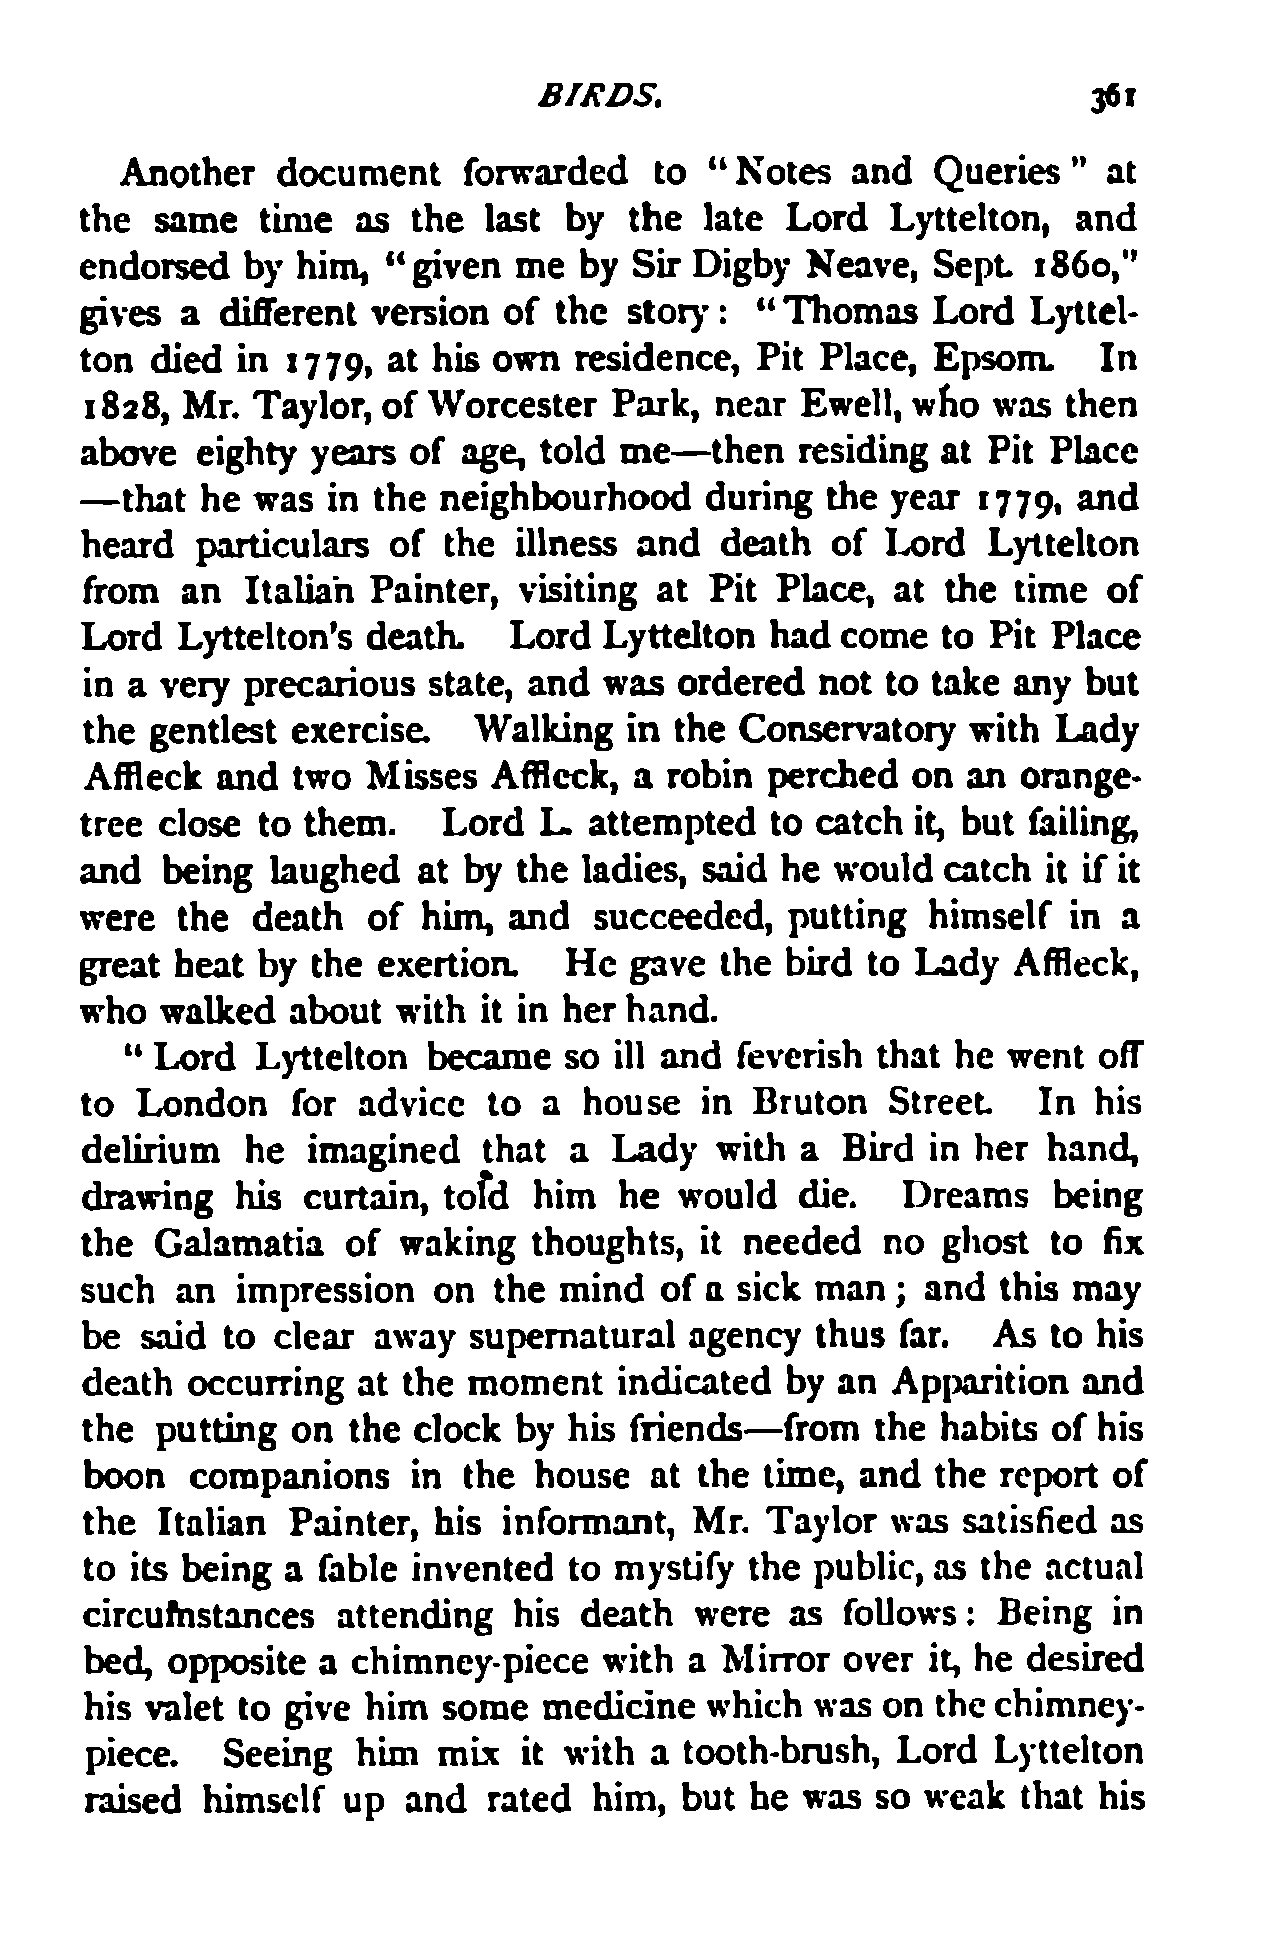 BIRDS. 361
Another document forwarded to “Notes and Queries” at
the same time as the last by the late Lord Lyttelton, and
endorsed by him, “given me by Sir Digby Neave, Sept. 1860,”
gives a different version of the story: “Thomas Lord Lyttel-
ton died in 1779, at his own residence, Pit Place, Epsom. In
1828, Mr. Taylor, of Worcester Park, near Ewell, who was then
above eighty years of age, told me—then residing at Pit Place
—that he was in the neighbourhood during the year 1779, and
heard particulars of the illness and death of Lord Lyttelton
from an Italian Painter, visiting at Pit Place, at the time of
Lord Lyttelton's death. Lord Lyttelton had come to Pit Place
in a very precarious state, and was ordered not to take any but
the gentlest exercise. Walking in the Conservatory with Lady
Affleck and two Misses Affleck, a robin perched on an orange-
tree close to them. Lord L. attempted to catch it, but failing,
and being laughed at by the ladies, said he would catch it if it
were the death of him, and succeeded, putting himself in a
great heat by the exertion. He gave the bird to Lady Affleck,
who walked about with it in her hand.
“Lord Lyttelton became so ill and feverish that he went off
to London for advice to a house in Bruton Street. In his
delirium he imagined that a Lady with a Bird in her hand,
drawing his curtain, told him he would die. Dreams being
the Galamatia of waking thoughts, it needed no ghost to fix
such an impression on the mind of a sick man; and this may
be said to clear away supernatural agency thus far. As to his
death occurring at the moment indicated by an Apparition and
the putting on the clock by his friends—from the habits of his
boon companions in the house at the time, and the report of
the Italian Painter, his informant, Mr. Taylor was satisfied as
to its being a fable invented to mystify the public, as the actual
circumstances attending his death were as follows: Being in
bed, opposite a chimney-piece with a Mirror over it, he desired
his valet to give him some medicine which was on the chimney-
piece. Seeing him mix it with a tooth-brush, Lord Lyttelton
raised himself up and rated him, but he was so weak that his